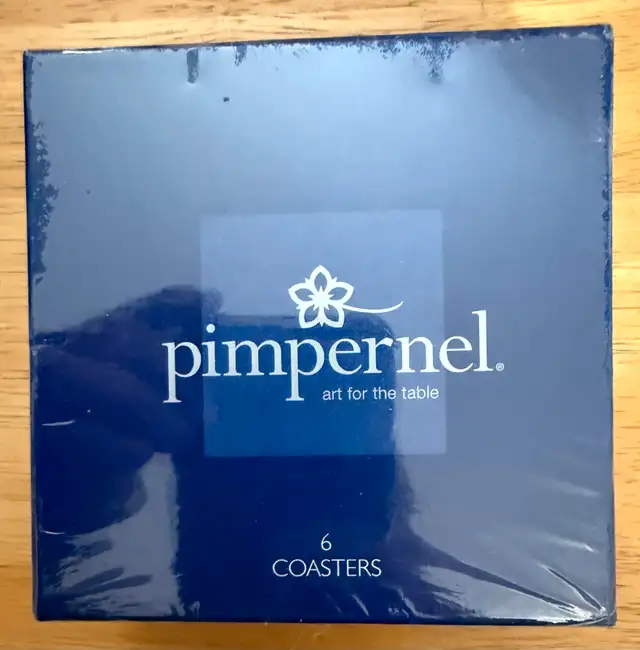 pimpernel®
art for the table
6
COASTERS